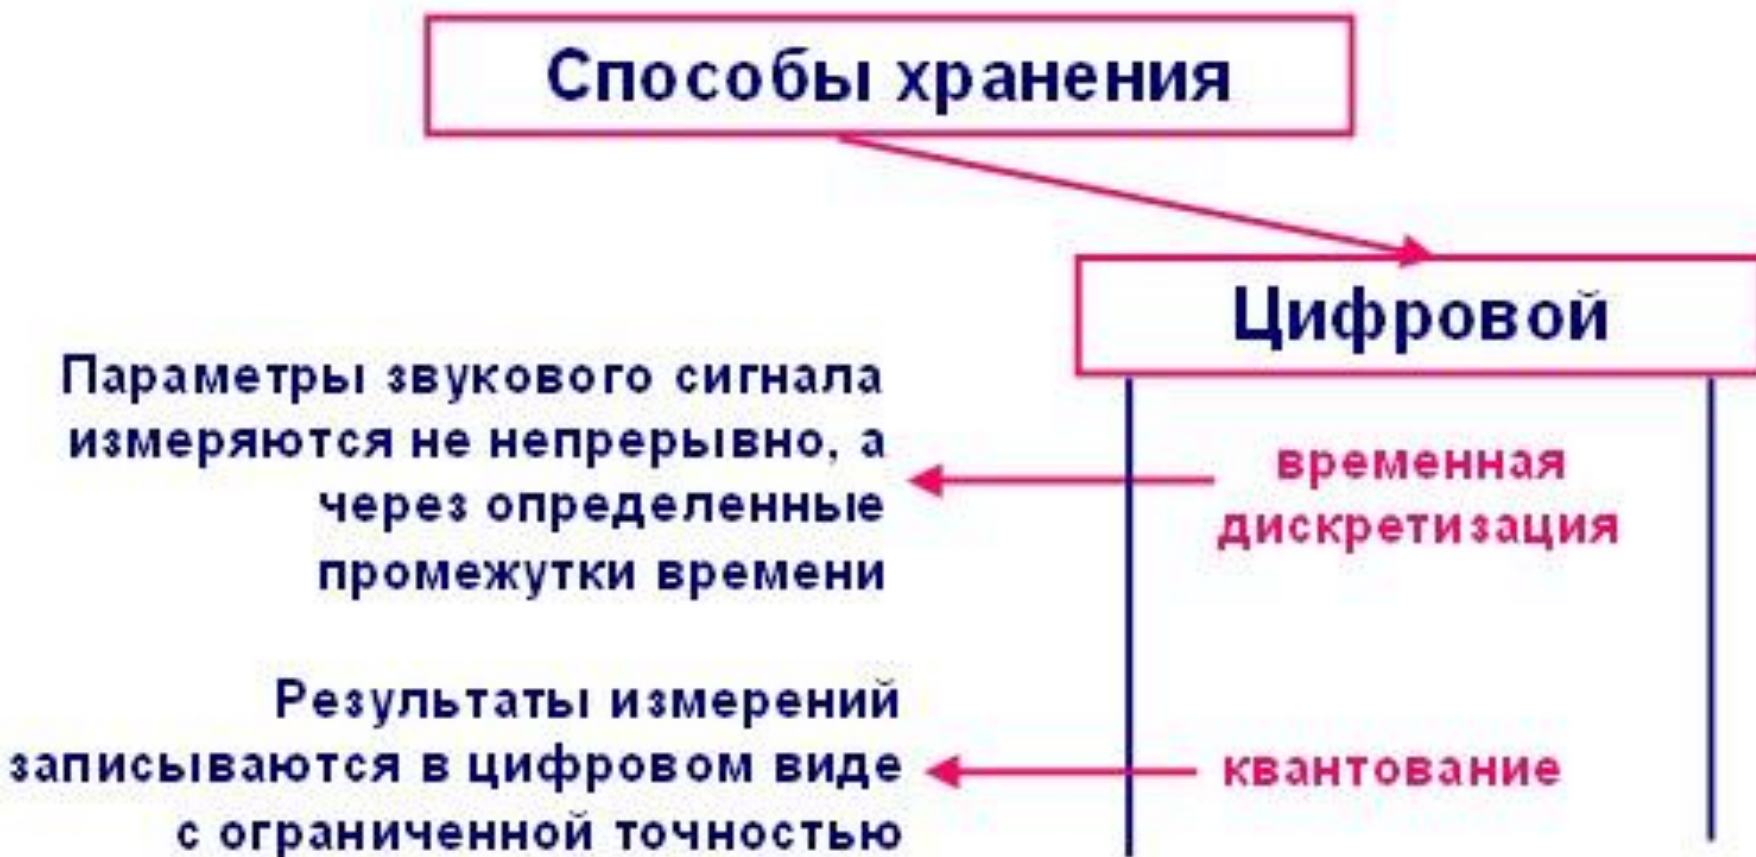 Способы хранения
Цифровой
Параметры звукового сигнала
измеряются не непрерывно, а
через определенные
промежутки времени
временная
дискретизация
Результаты измерений
записываются в цифровом виде
с ограниченной точностью
квантование